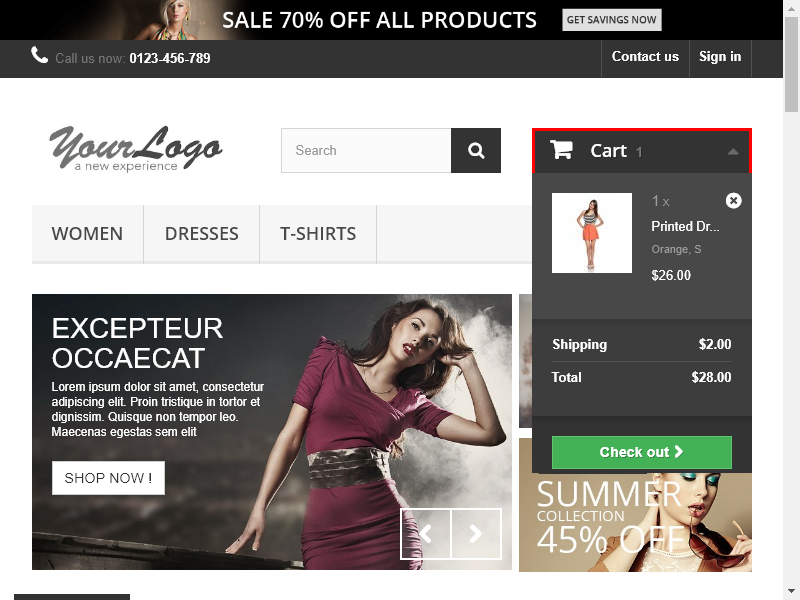 SALE 70% OFF ALL PRODUCTS
GET SAVINGS NOW
Call us now: 0123-456-789
Contact us
Sign in
YourLogo
a new experience
Search
Cart 1
1 x
Printed Dr...
Orange, S
$26.00
Shipping $2.00
Total $28.00
Check out
WOMEN
DRESSES
T-SHIRTS
EXCEPTEUR
OCCAECAT
Lorem ipsum dolor sit amet, consectetur
adipiscing elit. Proin tristique in tortor et
dignissim. Quisque non tempor leo.
Maecenas egestas sem elit
SHOP NOW !
SUMMER
COLLECTION
45% OFF